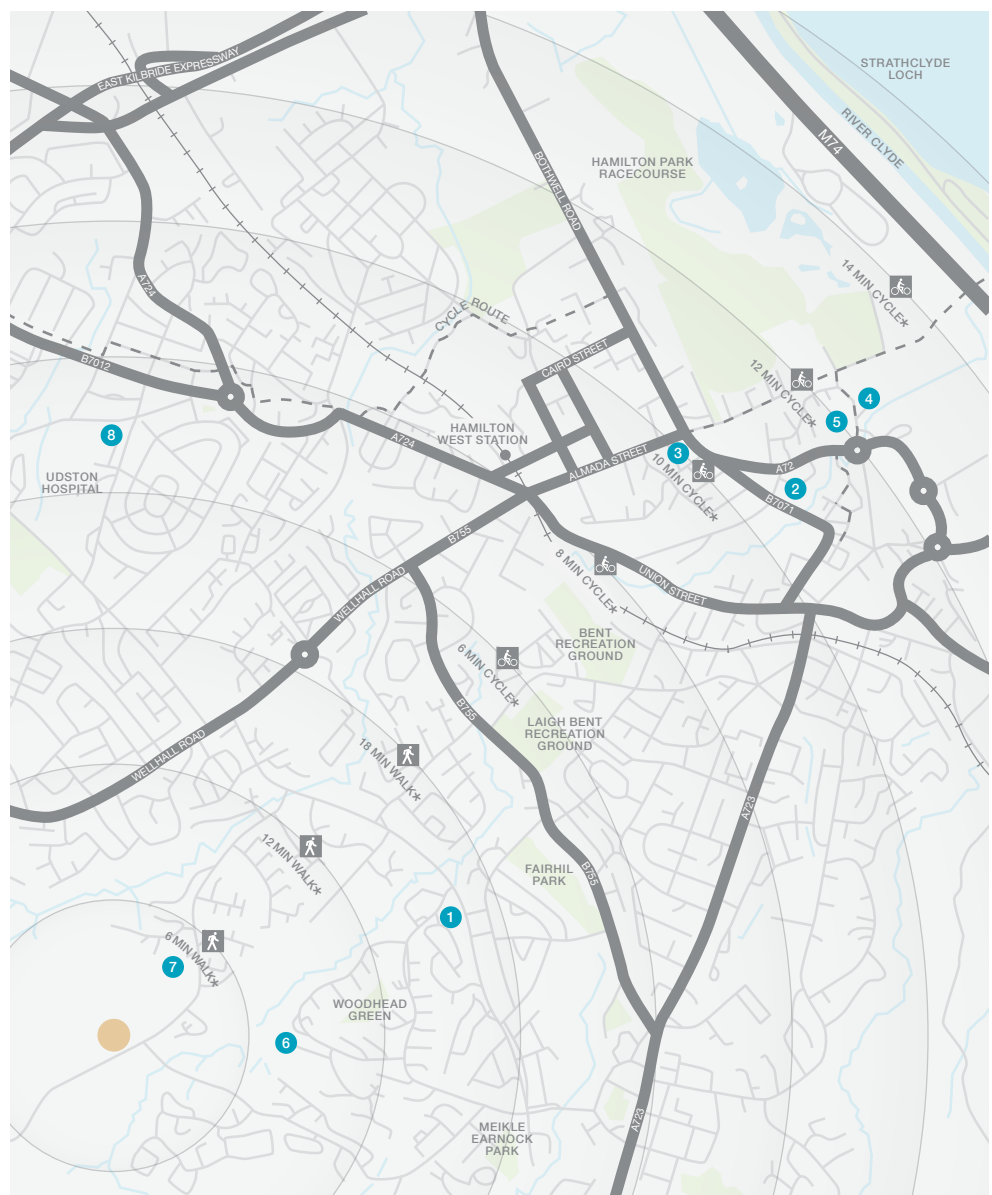 STRATHCLYDE
LOCH
EAST KILBRIDE EXPRESSWAY
M74
RIVER CLYDE
HAMILTON PARK
RACECOURSE
BOTHWELL ROAD
A724
14 MIN CYCLE*
CYCLE ROUTE
B7012
CAIRD STREET
12 MIN CYCLE*
4
5
8
HAMILTON
WEST STATION
A724
ALMADA STREET
3
10 MIN CYCLE*
A72
2
B7071
UDSTON
HOSPITAL
B755
8 MIN CYCLE*
UNION STREET
WELLHALL ROAD
BENT
RECREATION
GROUND
6 MIN CYCLE*
B755
LAIGH BENT
RECREATION
GROUND
WELLHALL ROAD
18 MIN WALK*
A723
12 MIN WALK*
FAIRHIL
PARK
B755
1
6 MIN WALK*
7
WOODHEAD
GREEN
6
MEIKLE
EARNOCK
PARK
A723